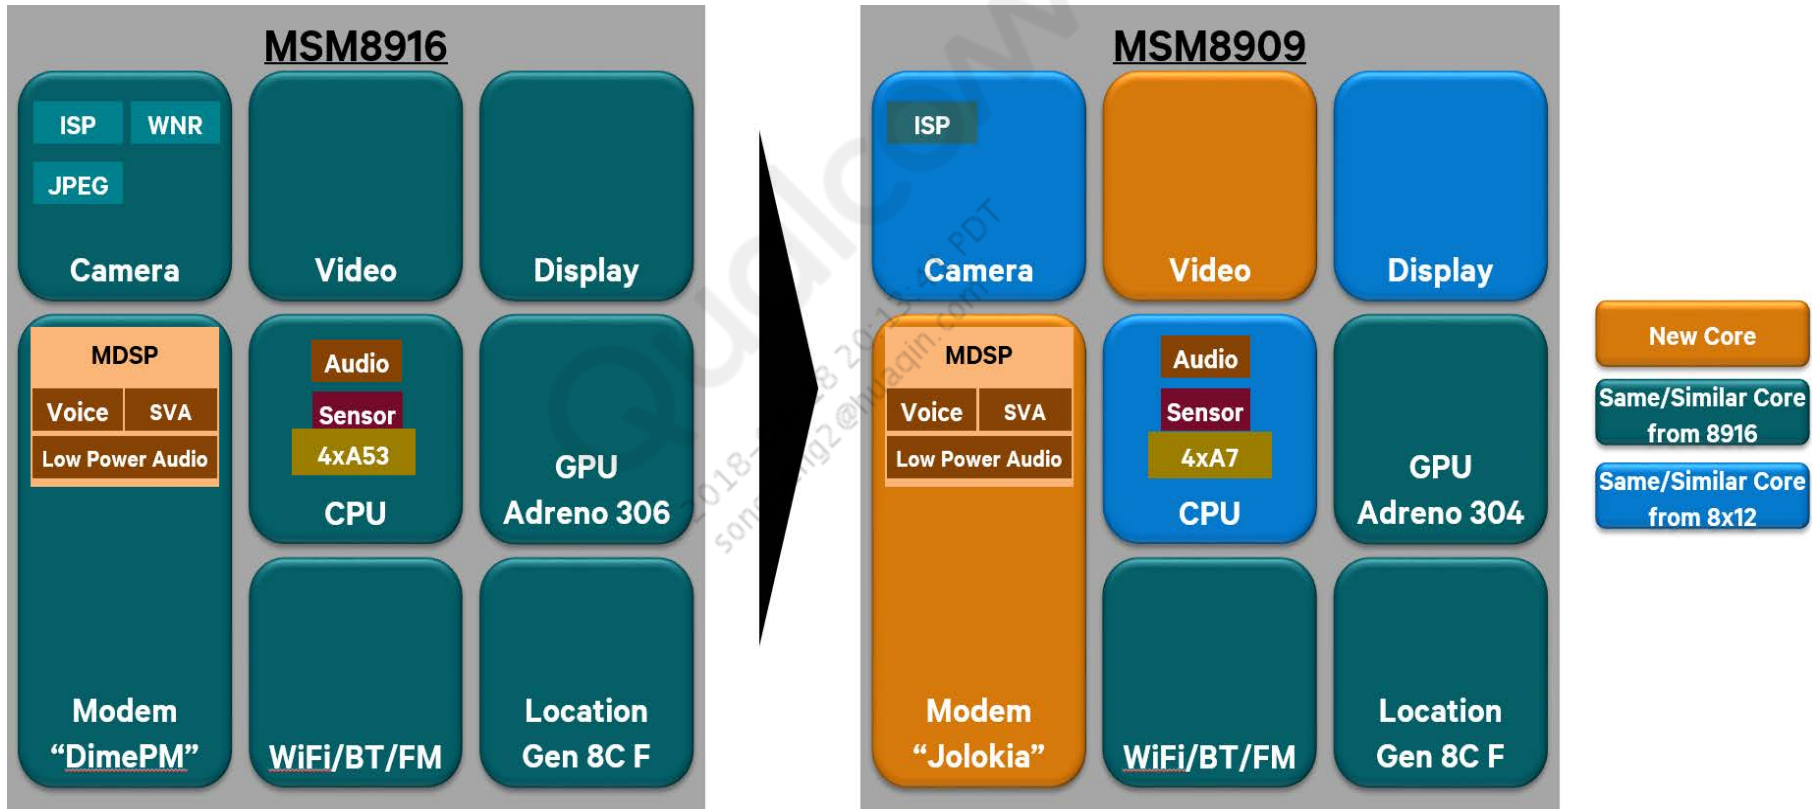 MSM8916
ISP WNR
JPEG
Camera
Video
Display
MDSP
Voice SVA
Low Power Audio
Modem
“DimePM”
Audio
Sensor
4xA53
CPU
GPU
Adreno 306
WiFi/BT/FM
Location
Gen 8C F
MSM8909
ISP
Camera
Video
Display
MDSP
Voice SVA
Low Power Audio
Modem
“Jolokia”
Audio
Sensor
4xA7
CPU
GPU
Adreno 304
WiFi/BT/FM
Location
Gen 8C F
New Core
Same/Similar Core
from 8916
Same/Similar Core
from 8x12
PDT